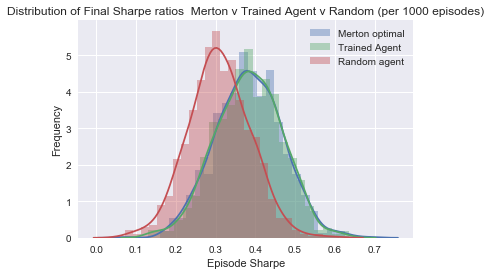 Distribution of Final Sharpe ratios  Merton v Trained Agent v Random (per 1000 episodes)
Merton optimal
Trained Agent
Random agent
Frequency
5
4
3
2
1
0
0.0 0.1 0.2 0.3 0.4 0.5 0.6 0.7
Episode Sharpe